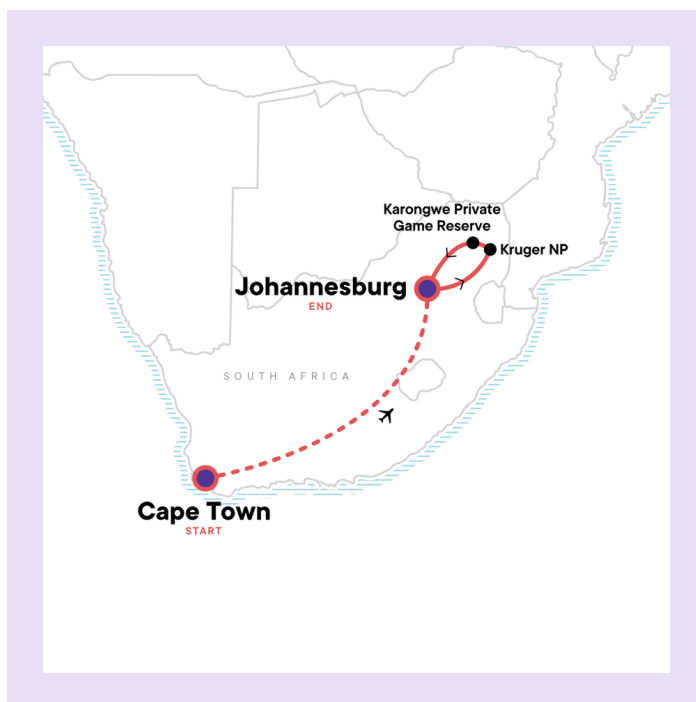 Karongwe Private
Game Reserve
Kruger NP
Johannesburg
END
SOUTH AFRICA
Cape Town
START